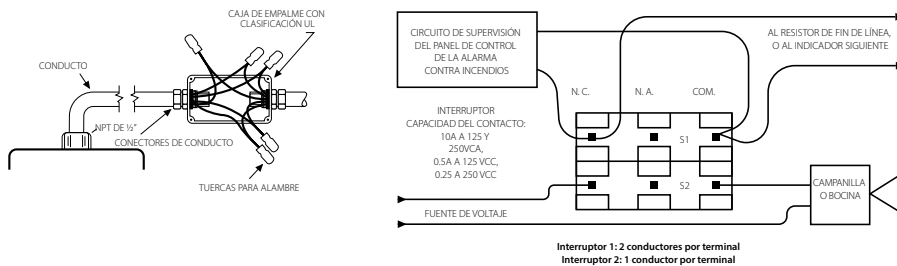 CAJA DE EMPALME CON
CLASIFICACIÓN UL
CONDUCTO
NPT DE ½"
CONECTORES DE CONDUCTO
TUERCAS PARA ALAMBRE
CIRCUITO DE SUPERVISIÓN
DEL PANEL DE CONTROL
DE LA ALARMA
CONTRA INCENDIOS
AL RESISTOR DE FIN DE LÍNEA,
O AL INDICADOR SIGUIENTE
N. C. N. A. COM.
INTERRUPTOR
CAPACIDAD DEL CONTACTO:
10A A 125 Y
250VCA,
0.5A A 125 VCC,
0.25 A 250 VCC
S1
S2
CAMPANILLA
O BOCINA
FUENTE DE VOLTAJE
Interruptor 1: 2 conductores por terminal
Interruptor 2: 1 conductor por terminal